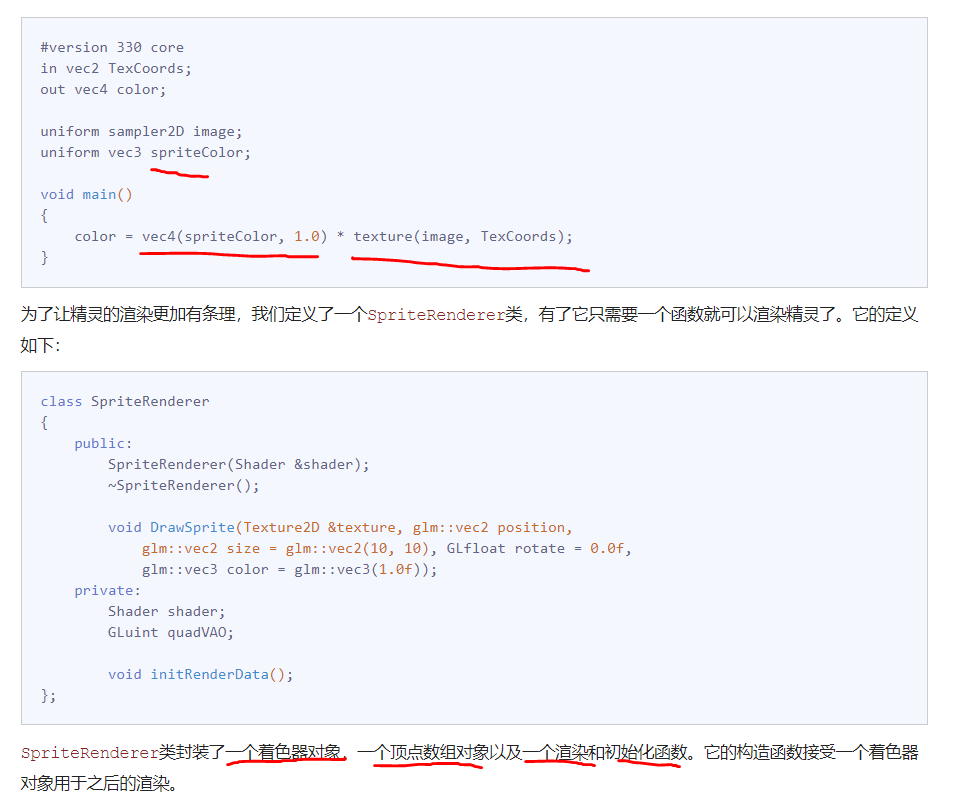 #version 330 core
in vec2 TexCoords;
out vec4 color;
uniform sampler2D image;
uniform vec3 spriteColor;
void main()
{
    color = vec4(spriteColor, 1.0) * texture(image, TexCoords);
}
为了让精灵的渲染更加有条理，我们定义了一个SpriteRenderer类，有了它只需要一个函数就可以渲染精灵了。它的定义
如下：
class SpriteRenderer
{
    public:
        SpriteRenderer(Shader &shader);
        ~SpriteRenderer();
        void DrawSprite(Texture2D &texture, glm::vec2 position,
            glm::vec2 size = glm::vec2(10, 10), GLfloat rotate = 0.0f,
            glm::vec3 color = glm::vec3(1.0f));
    private:
        Shader shader;
        GLuint quadVAO;
        void initRenderData();
};
SpriteRenderer类封装了一个着色器对象，一个顶点数组对象以及一个渲染和初始化函数。它的构造函数接受一个着色器
对象用于之后的渲染。